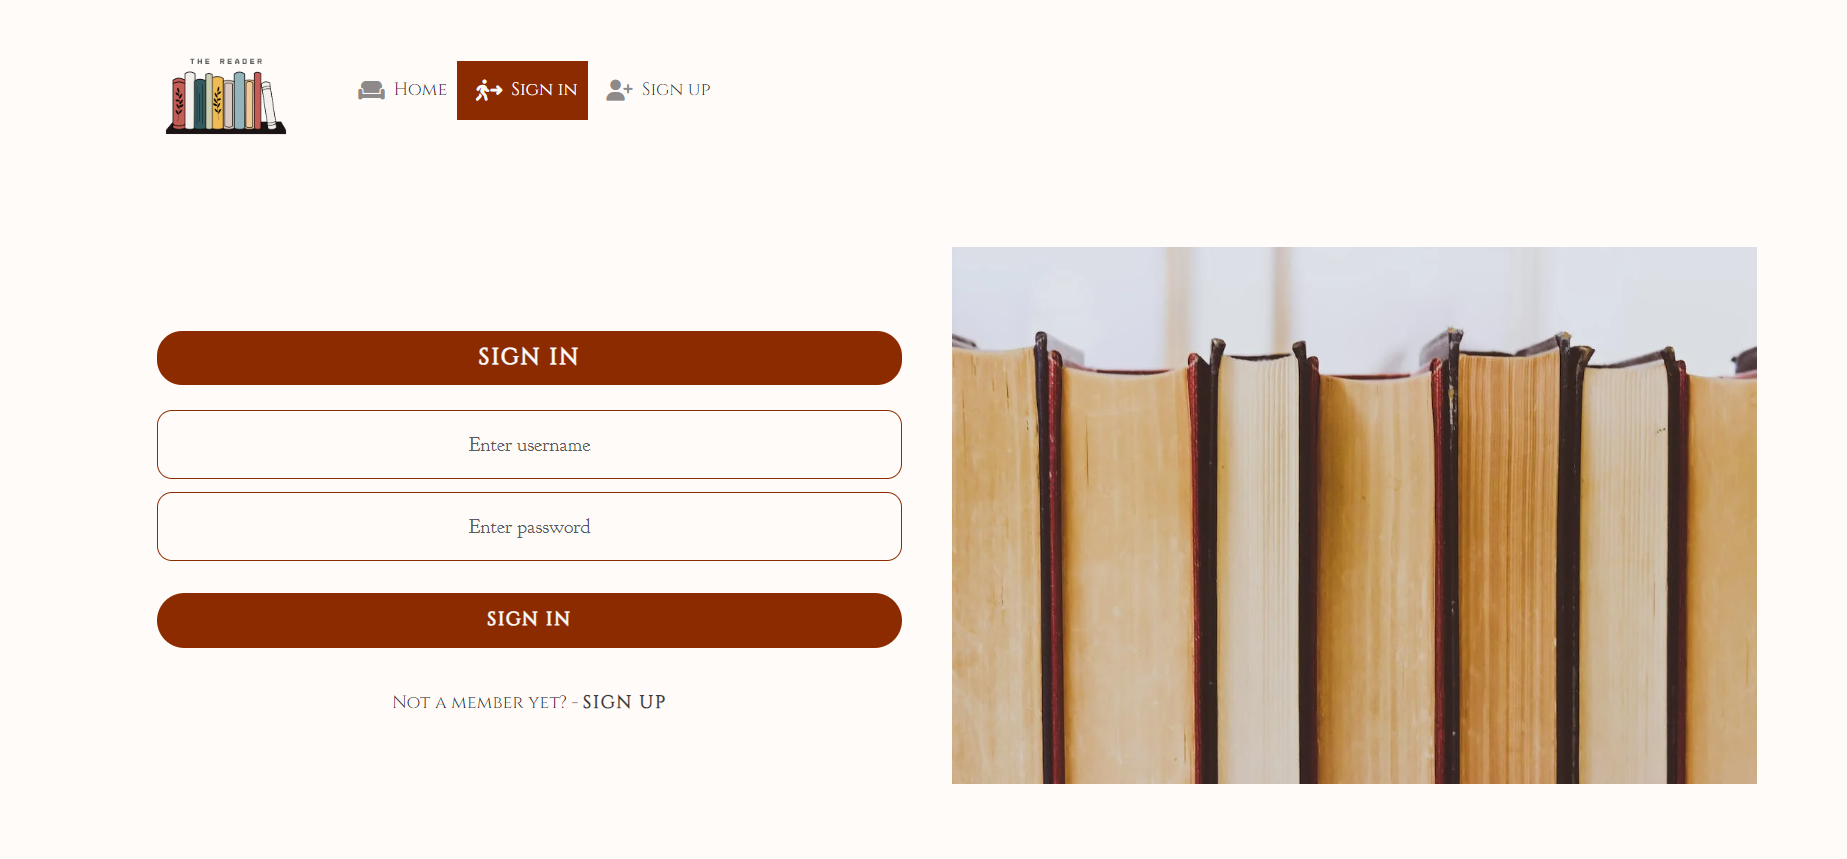 THE READER
Home Sign in Sign up
SIGN IN
Enter username
Enter password
SIGN IN
Not a member yet? - SIGN UP